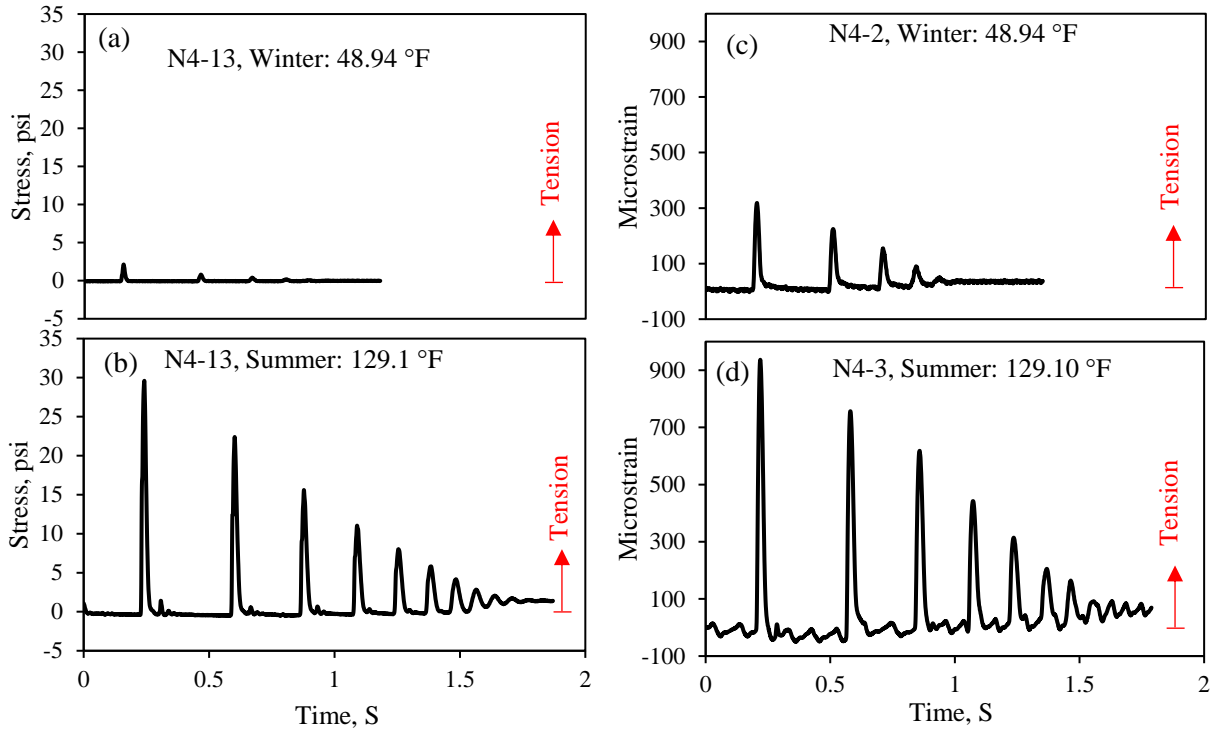 (a)
N4-13, Winter: 48.94 °F
Stress, psi
35
30
25
20
15
10
5
0
-5
Tension
(c)
N4-2, Winter: 48.94 °F
Microstrain
900
700
500
300
100
-100
Tension
(b)
N4-13, Summer: 129.1 °F
Stress, psi
35
30
25
20
15
10
5
0
-5
Tension
0
0.5
1
1.5
2
Time, S
(d)
N4-3, Summer: 129.10 °F
Microstrain
900
700
500
300
100
-100
Tension
0
0.5
1
1.5
2
Time, S